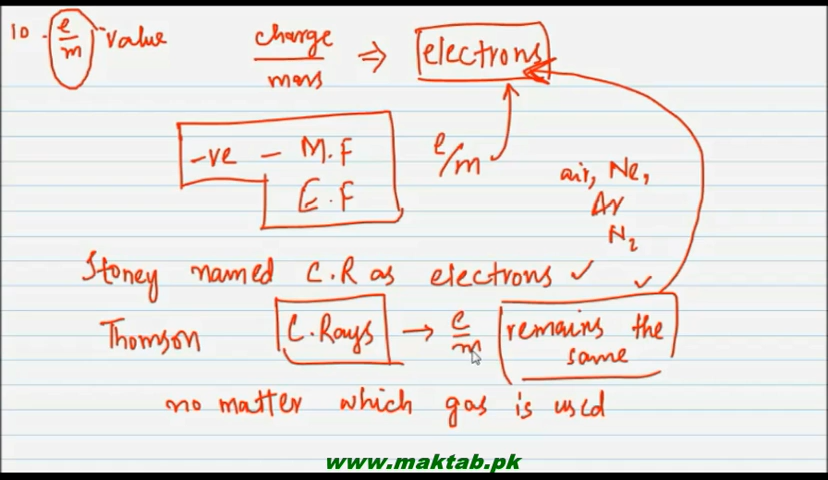 10. e/m value
charge/mass ⇒ electrons
-ve - M.F
E.F
e/m
air, Ne,
Ar
N₂
Stoney named C.R as electrons ✓
Thomson C.Rays → e/m remains the same ✓
no matter which gas is used
www.maktab.pk